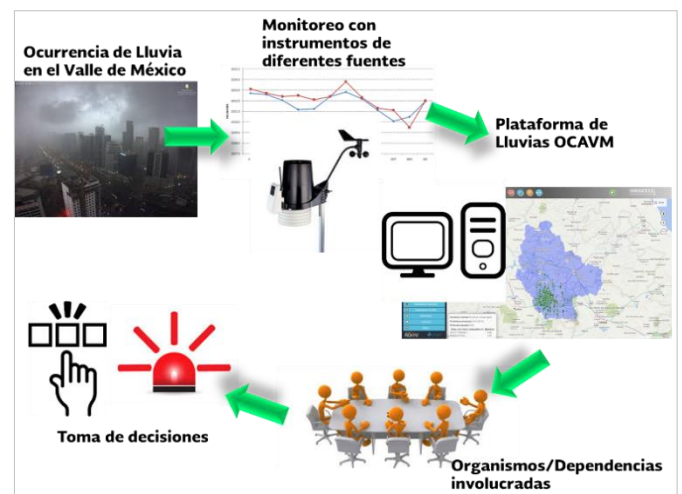 Ocurrencia de Lluvia
en el Valle de México
Monitoreo con
instrumentos de
diferentes fuentes
Plataforma de
Lluvias OCAVM
Toma de decisiones
Organismos/Dependencias
involucradas